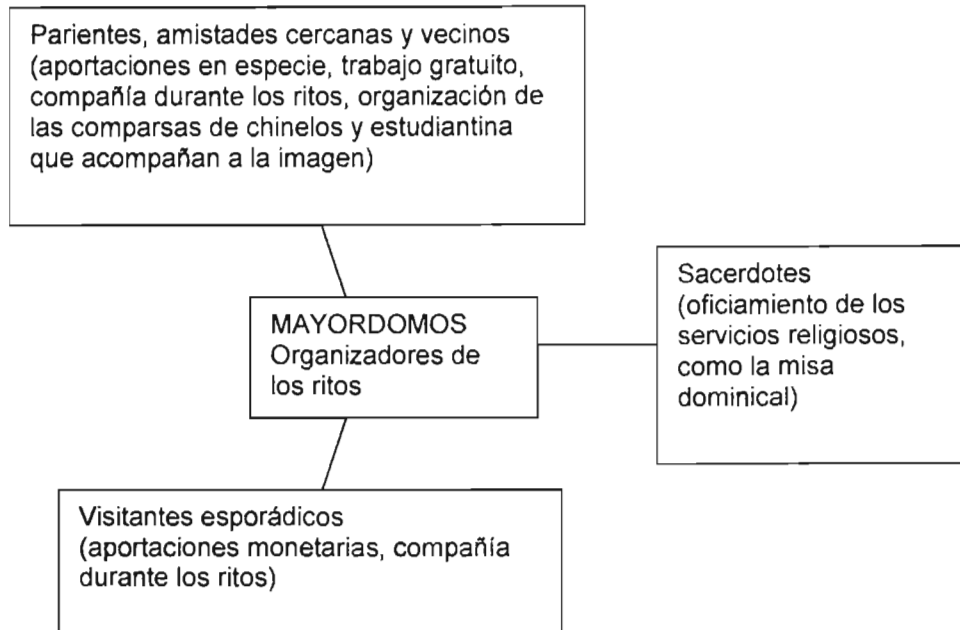 Parientes, amistades cercanas y vecinos
(aportaciones en especie, trabajo gratuito,
compañía durante los ritos, organización de
las comparsas de chinelos y estudiantina
que acompañan a la imagen)
MAYORDOMOS
Organizadores de
los ritos
Sacerdotes
(oficiamiento de los
servicios religiosos,
como la misa
dominical)
Visitantes esporádicos
(aportaciones monetarias, compañía
durante los ritos)